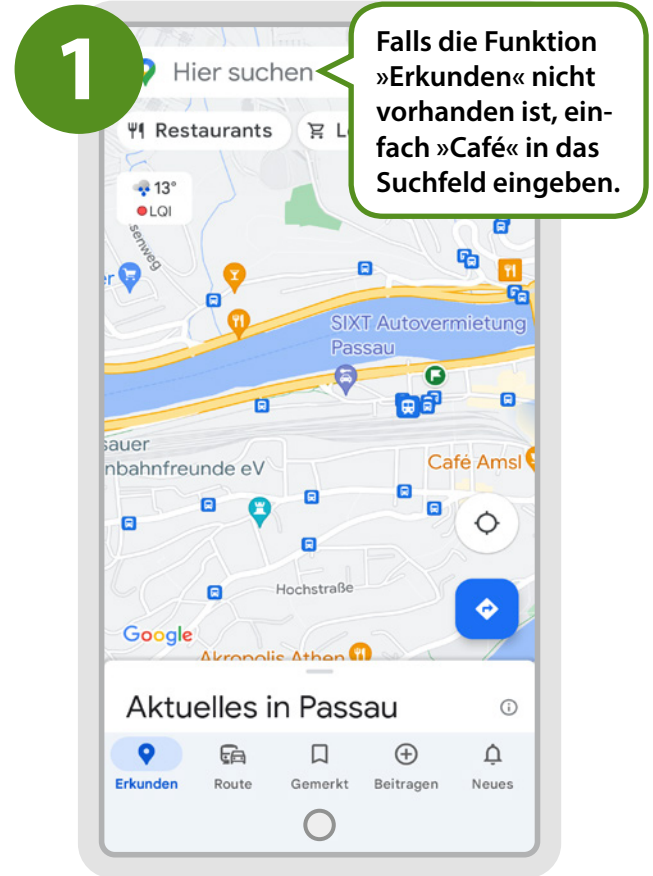 1
Falls die Funktion
»Erkunden« nicht
vorhanden ist, ein-
fach »Café« in das
Suchfeld eingeben.
Hier suchen
Restaurants
13°
LQI
senweg
SIXT Autovermietung
Passau
sauer
nbahnfreunde eV
Café Amsl
Hochstraße
Google
Akropolis Athen
Aktuelles in Passau
Erkunden Route Gemerkt Beitragen Neues